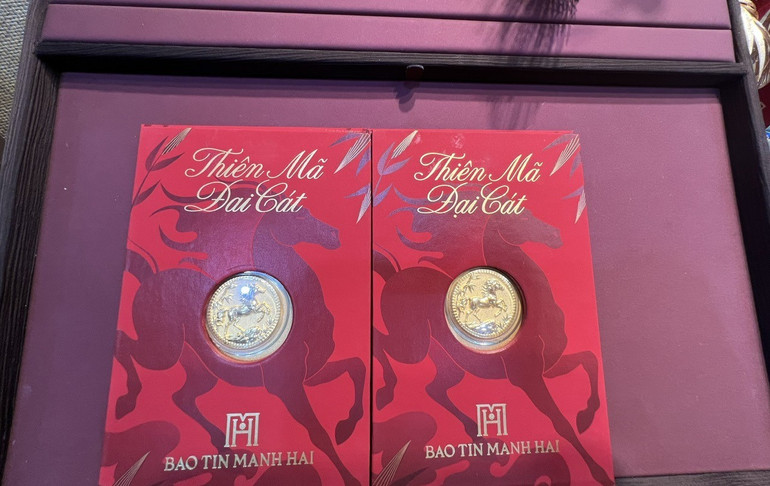 Thiên Mã
Đại Cát
BAO TIN MANH HAI
Thiên Mã
Đại Cát
BAO TIN MANH HAI